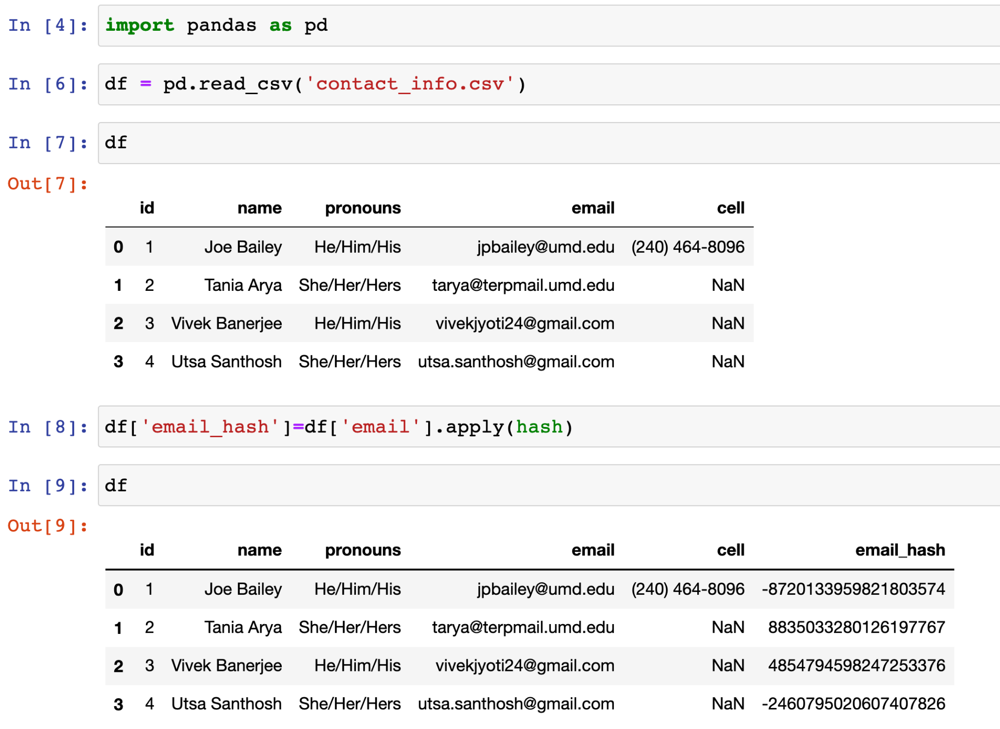 In [4]: import pandas as pd
In [6]: df = pd.read_csv('contact_info.csv')
In [7]: df
Out[7]:
id name pronouns email cell
0 1 Joe Bailey He/Him/His jpbailey@umd.edu (240) 464-8096
1 2 Tania Arya She/Her/Hers tarya@terpmail.umd.edu NaN
2 3 Vivek Banerjee He/Him/His vivekjyoti24@gmail.com NaN
3 4 Utsa Santhosh She/Her/Hers utsa.santhosh@gmail.com NaN
In [8]: df['email_hash']=df['email'].apply(hash)
In [9]: df
Out[9]:
id name pronouns email cell email_hash
0 1 Joe Bailey He/Him/His jpbailey@umd.edu (240) 464-8096 -8720133959821803574
1 2 Tania Arya She/Her/Hers tarya@terpmail.umd.edu NaN 8835033280126197767
2 3 Vivek Banerjee He/Him/His vivekjyoti24@gmail.com NaN 4854794598247253376
3 4 Utsa Santhosh She/Her/Hers utsa.santhosh@gmail.com NaN -2460795020607407826